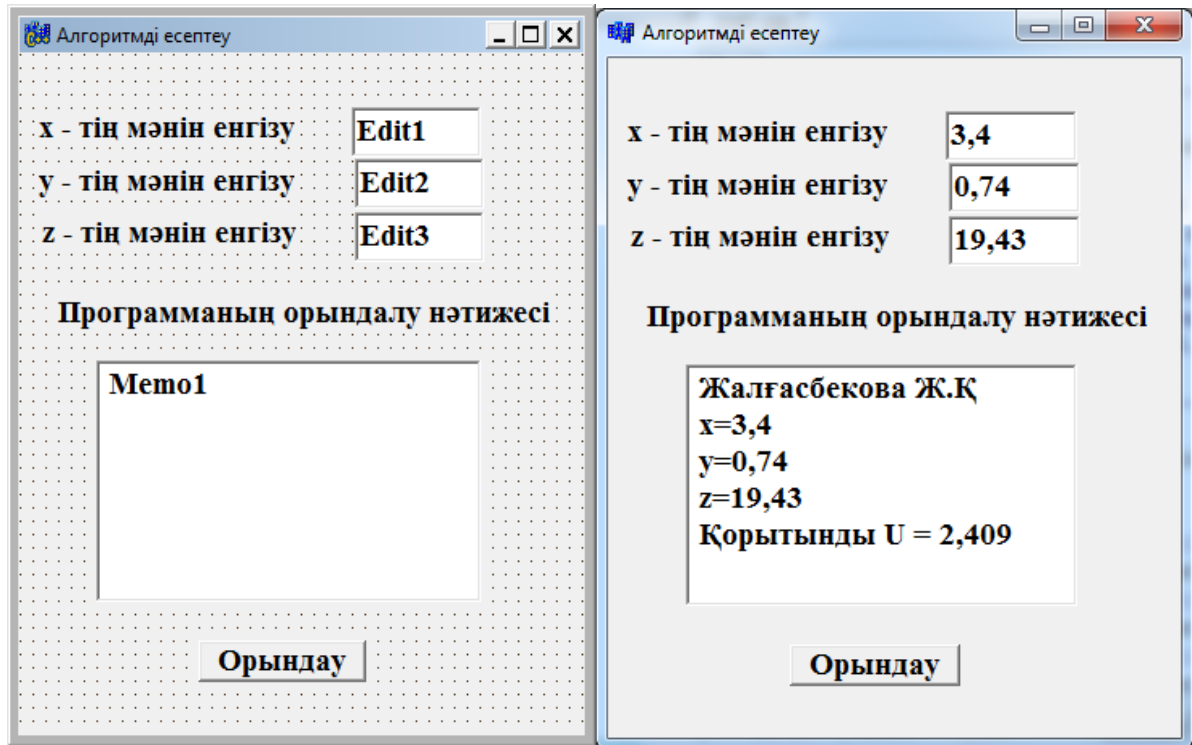 Алгоритмді есептеу
x - тің мәнін енгізу Edit1
y - тің мәнін енгізу Edit2
z - тің мәнін енгізу Edit3
Программаның орындалу нәтижесі
Memo1
Орындау
Алгоритмді есептеу
x - тің мәнін енгізу 3,4
y - тің мәнін енгізу 0,74
z - тің мәнін енгізу 19,43
Программаның орындалу нәтижесі
Жалғасбекова Ж.Қ
x=3,4
y=0,74
z=19,43
Қорытынды U = 2,409
Орындау